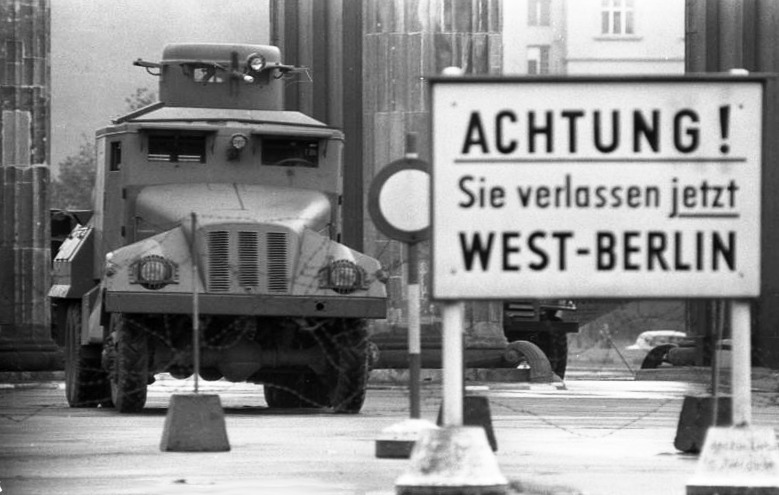 ACHTUNG!
Sie verlassen jetzt
WEST-BERLIN